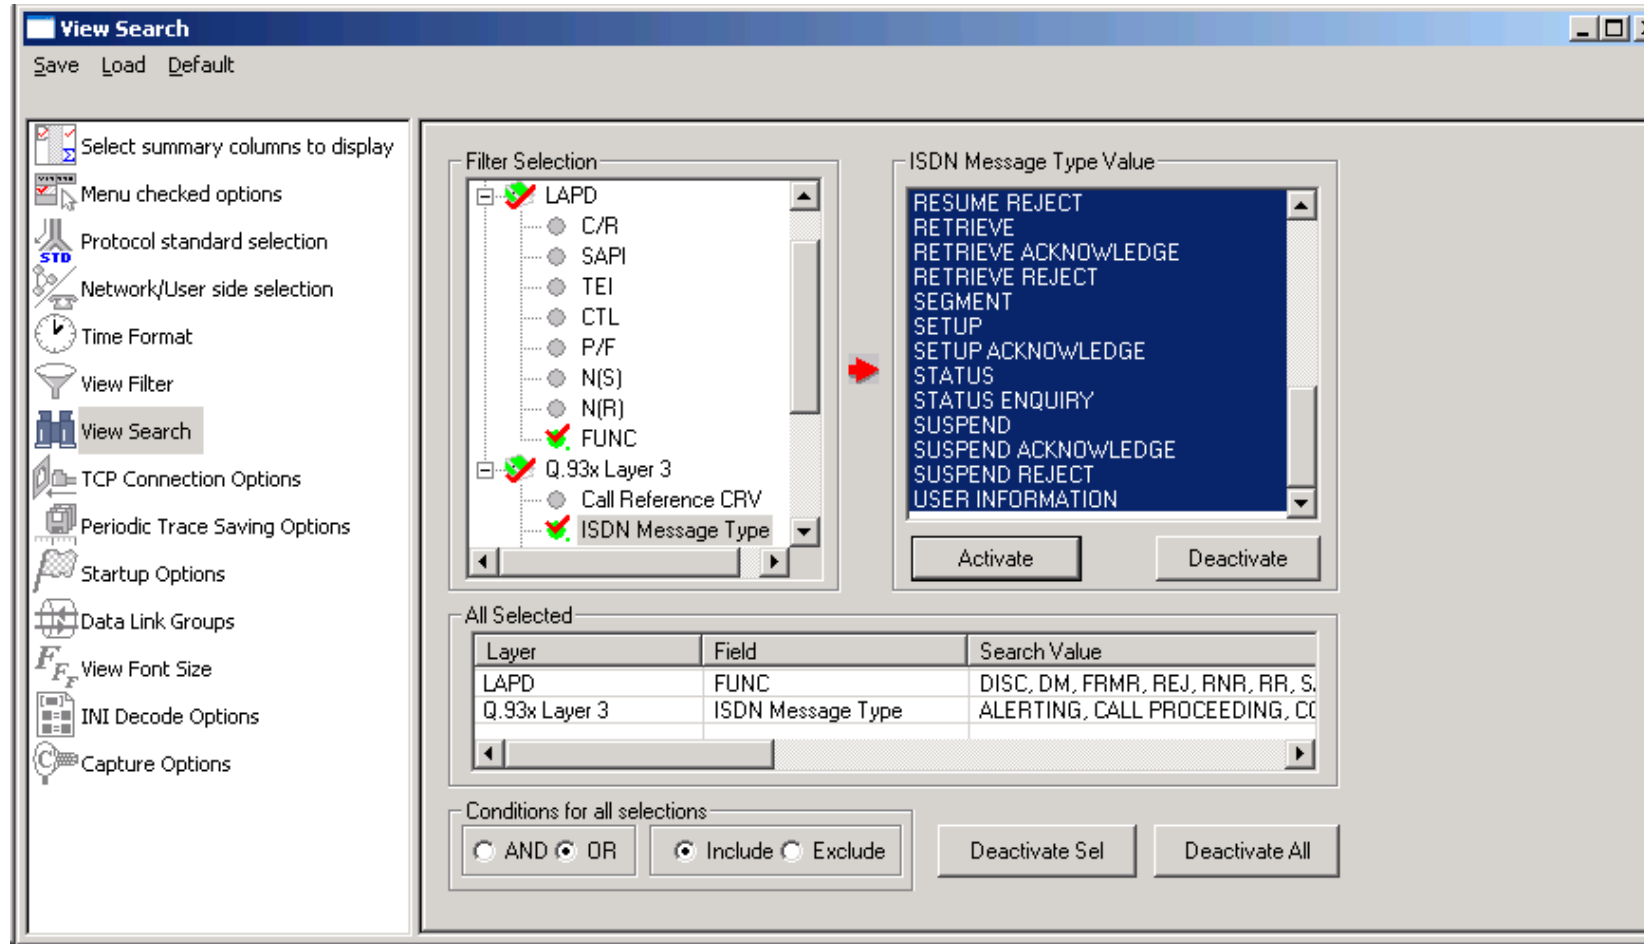 View Search
Save Load Default
Select summary columns to display
Menu checked options
Protocol standard selection
STD
Network/User side selection
Time Format
View Filter
View Search
TCP Connection Options
Periodic Trace Saving Options
Startup Options
Data Link Groups
View Font Size
INI Decode Options
Capture Options
Filter Selection
LAPD
C/R
SAPI
TEI
CTL
P/F
N(S)
N(R)
FUNC
Q.93x Layer 3
Call Reference CRV
ISDN Message Type
ISDN Message Type Value
RESUME REJECT
RETRIEVE
RETRIEVE ACKNOWLEDGE
RETRIEVE REJECT
SEGMENT
SETUP
SETUP ACKNOWLEDGE
STATUS
STATUS ENQUIRY
SUSPEND
SUSPEND ACKNOWLEDGE
SUSPEND REJECT
USER INFORMATION
Activate Deactivate
All Selected
Layer Field Search Value
LAPD FUNC DISC, DM, FRMR, REJ, RNR, RR, S
Q.93x Layer 3 ISDN Message Type ALERTING, CALL PROCEEDING, CO
Conditions for all selections
AND OR Include Exclude Deactivate Sel Deactivate All